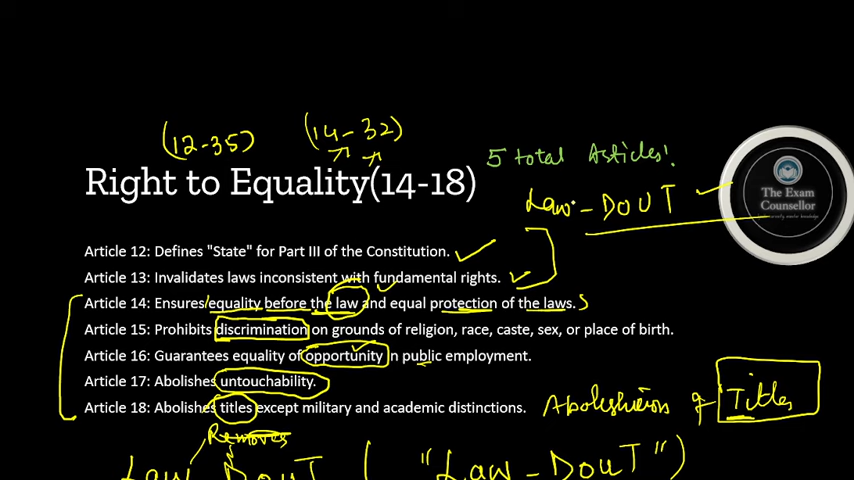 (12-35) (14-32)
5 total Articles!
Right to Equality(14-18)
Law - DOUT
The Exam
Counsellor
Article 12: Defines "State" for Part III of the Constitution.
Article 13: Invalidates laws inconsistent with fundamental rights.
Article 14: Ensures equality before the law and equal protection of the laws.
Article 15: Prohibits discrimination on grounds of religion, race, caste, sex, or place of birth.
Article 16: Guarantees equality of opportunity in public employment.
Article 17: Abolishes untouchability.
Article 18: Abolishes titles except military and academic distinctions.
Abolishion of Titles
Removes
Law DOUT ( "Law-DOUT")